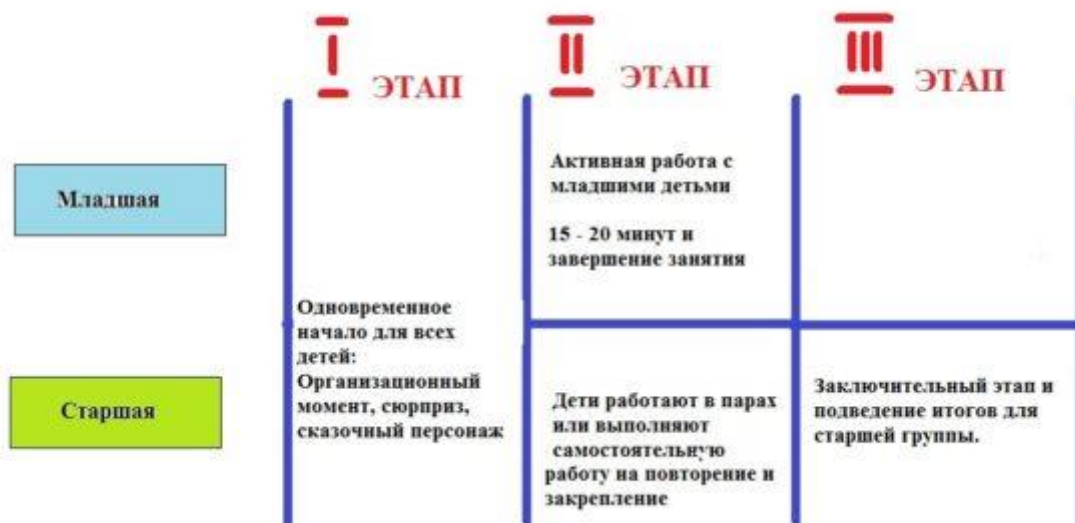 I ЭТАП
II ЭТАП
III ЭТАП
Младшая
Активная работа с
младшими детьми
15 - 20 минут и
завершение занятия
Одновременное
начало для всех
детей:
Организационный
момент, сюрприз,
сказочный персонаж
Старшая
Дети работают в парах
или выполняют
самостоятельную
работу на повторение и
закрепление
Заключительный этап и
подведение итогов для
старшей группы.